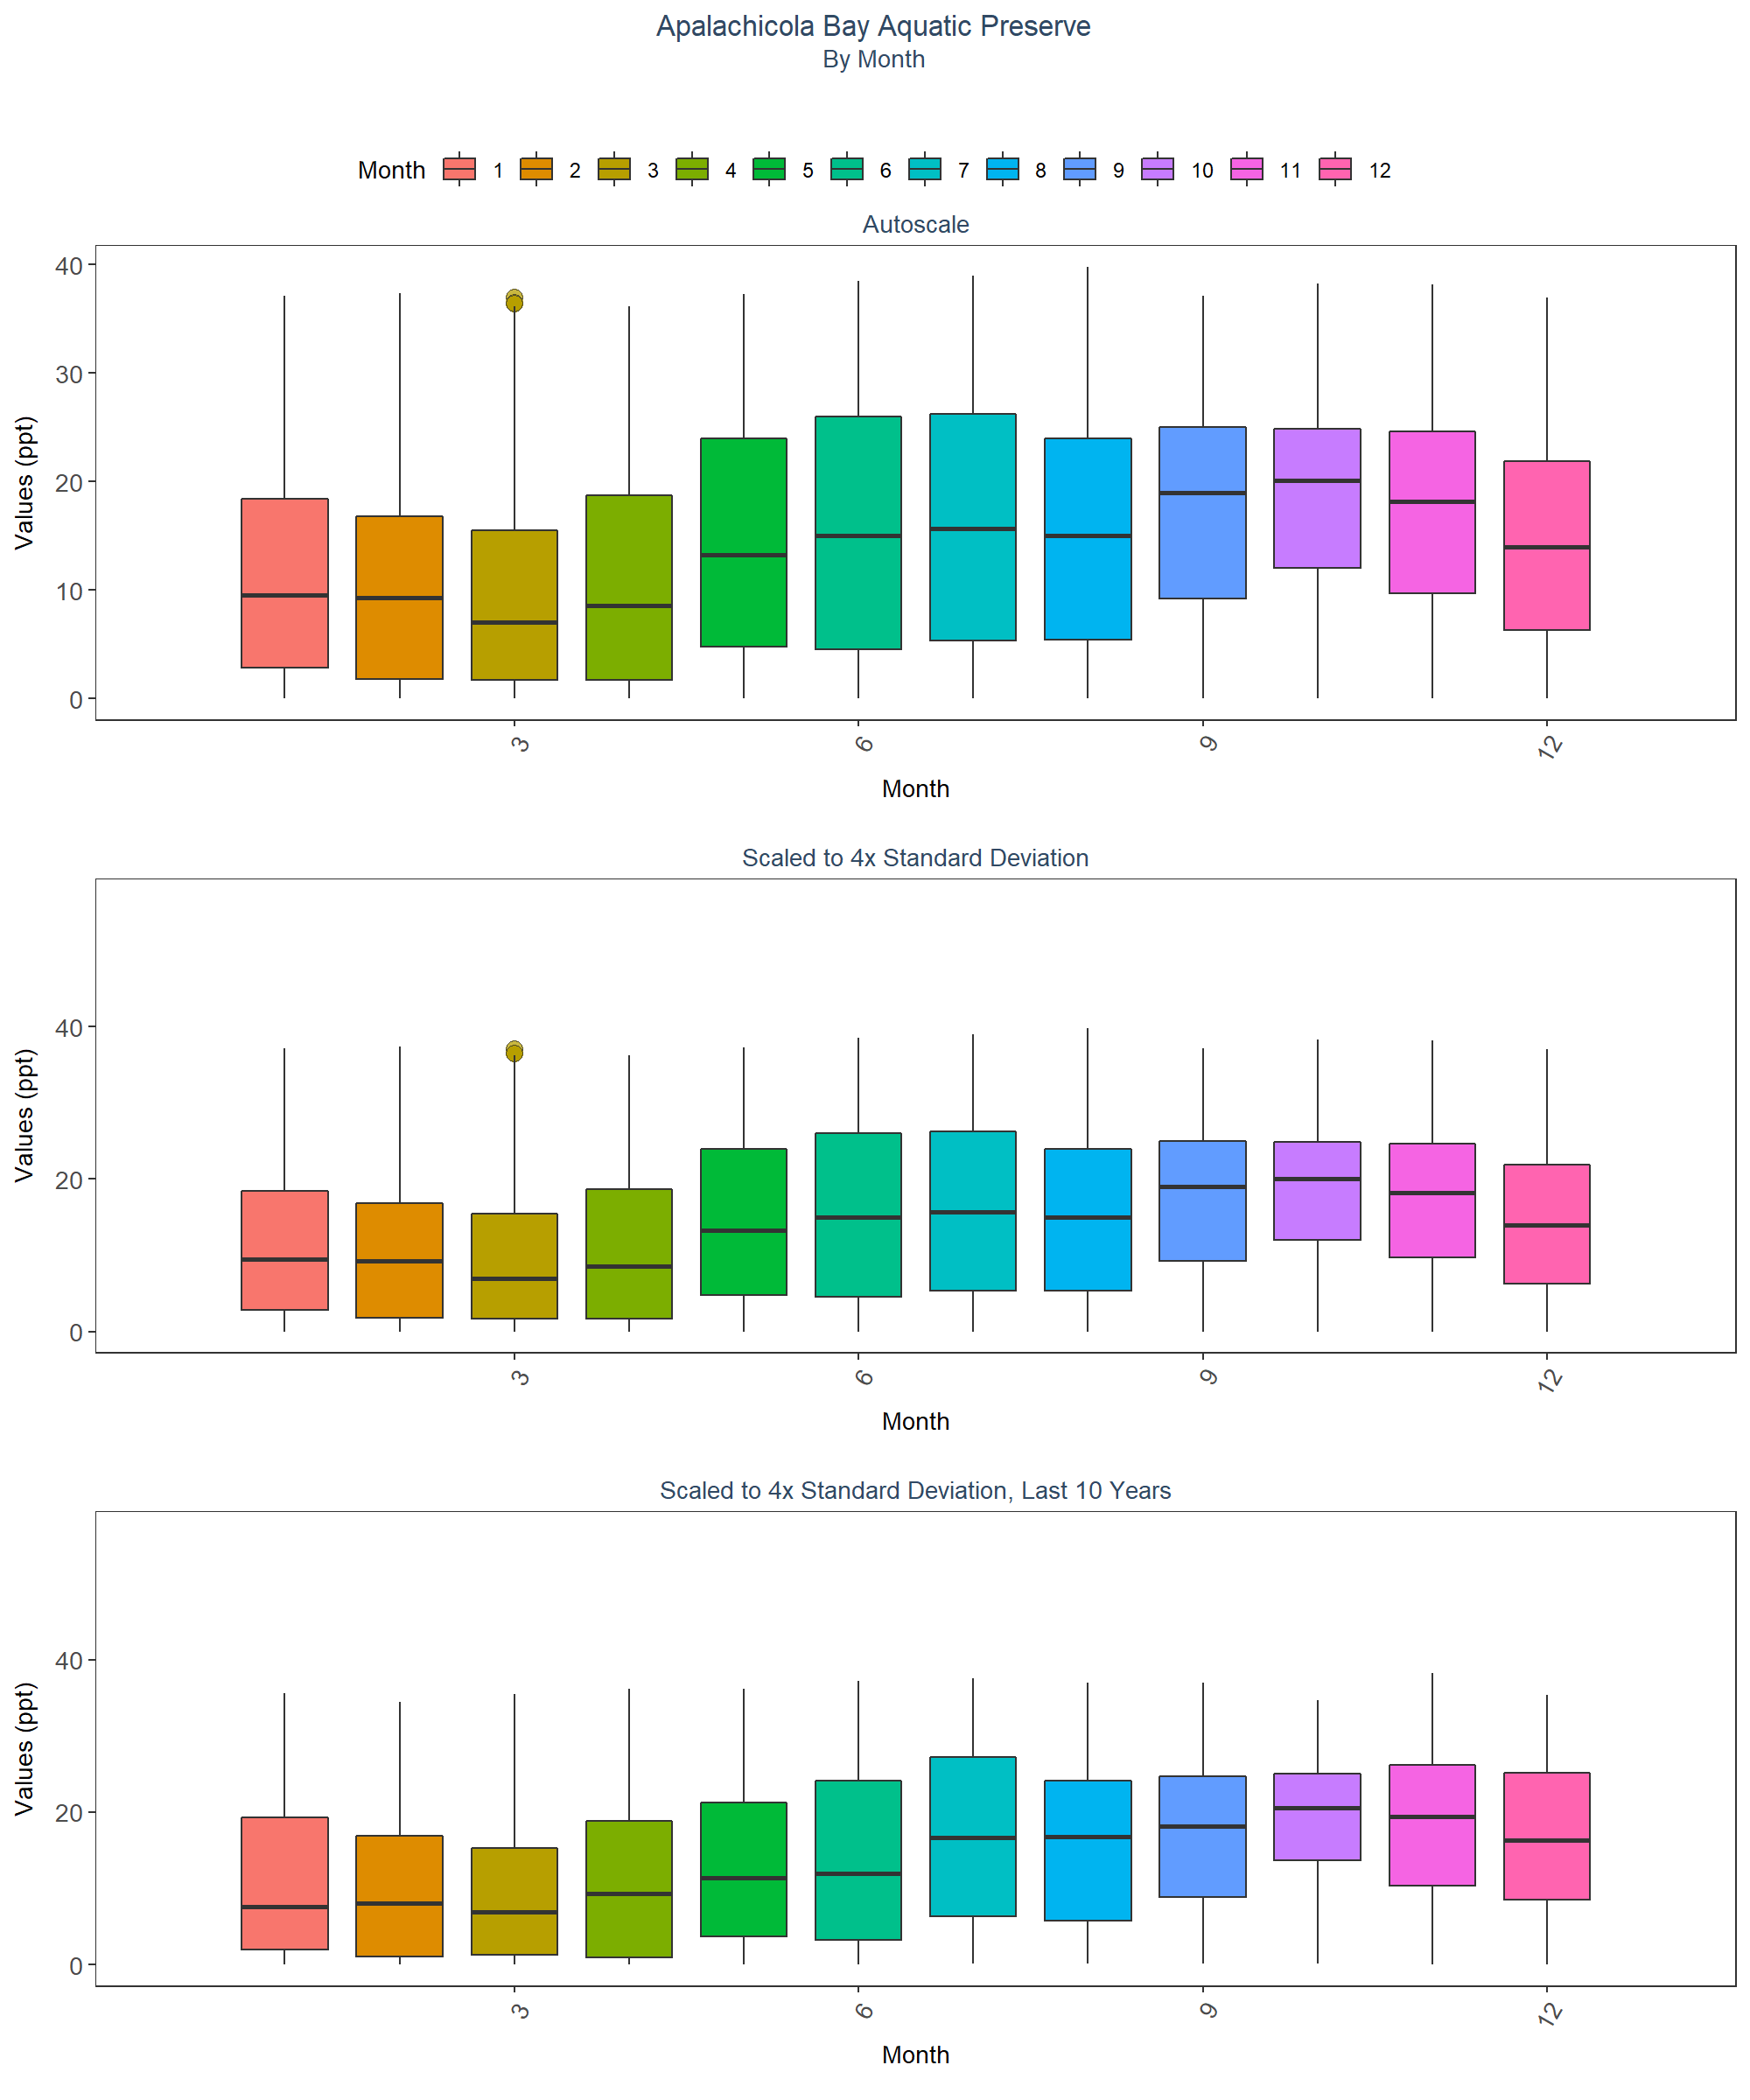 Apalachicola Bay Aquatic Preserve
By Month
Month 1 2 3 4 5 6 7 8 9 10 11 12
Autoscale
40
30
20
10
0
Values (ppt)
3 6 9 12
Month
Scaled to 4x Standard Deviation
40
20
0
Values (ppt)
3 6 9 12
Month
Scaled to 4x Standard Deviation, Last 10 Years
40
20
0
Values (ppt)
3 6 9 12
Month